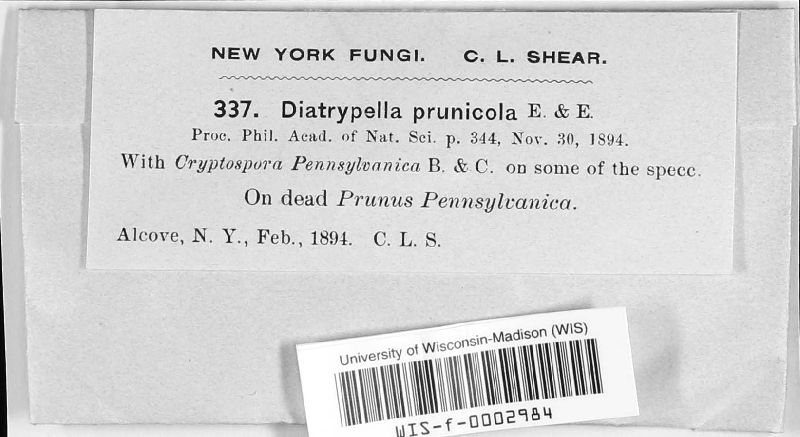 NEW YORK FUNGI. C. L. SHEAR.
337. Diatrypella prunicola E. & E.
Proc. Phil. Acad. of Nat. Sci. p. 344, Nov. 30, 1894.
With Cryptospora Pennsylvanica B. & C. on some of the specc.
On dead Prunus Pennsylvanica.
Alcove, N. Y., Feb., 1894. C. L. S.
University of Wisconsin-Madison (WIS)
WIS-f-0002984